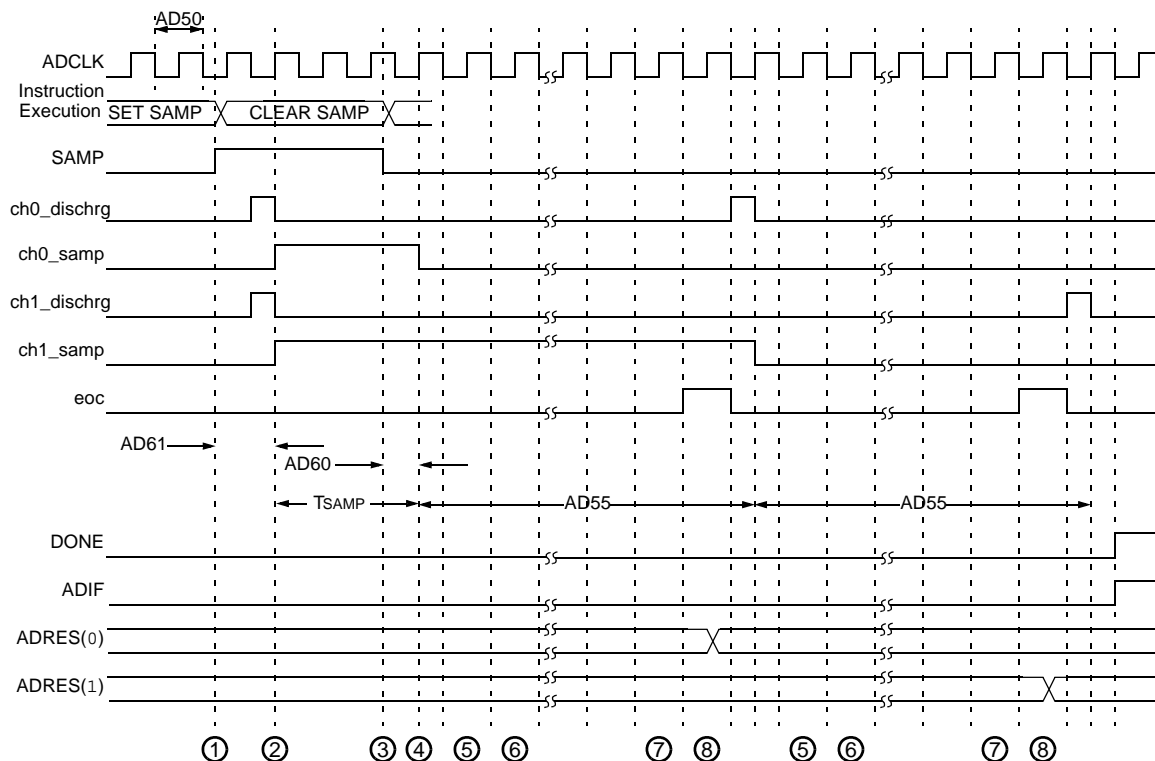 AD50
ADCLK
Instruction
Execution SET SAMP CLEAR SAMP
SAMP
ch0_dischrg
ch0_samp
ch1_dischrg
ch1_samp
eoc
AD61
AD60
TSAMP AD55 AD55
DONE
ADIF
ADRES(0)
ADRES(1)
1 2 3 4 5 6 7 8 5 6 7 8